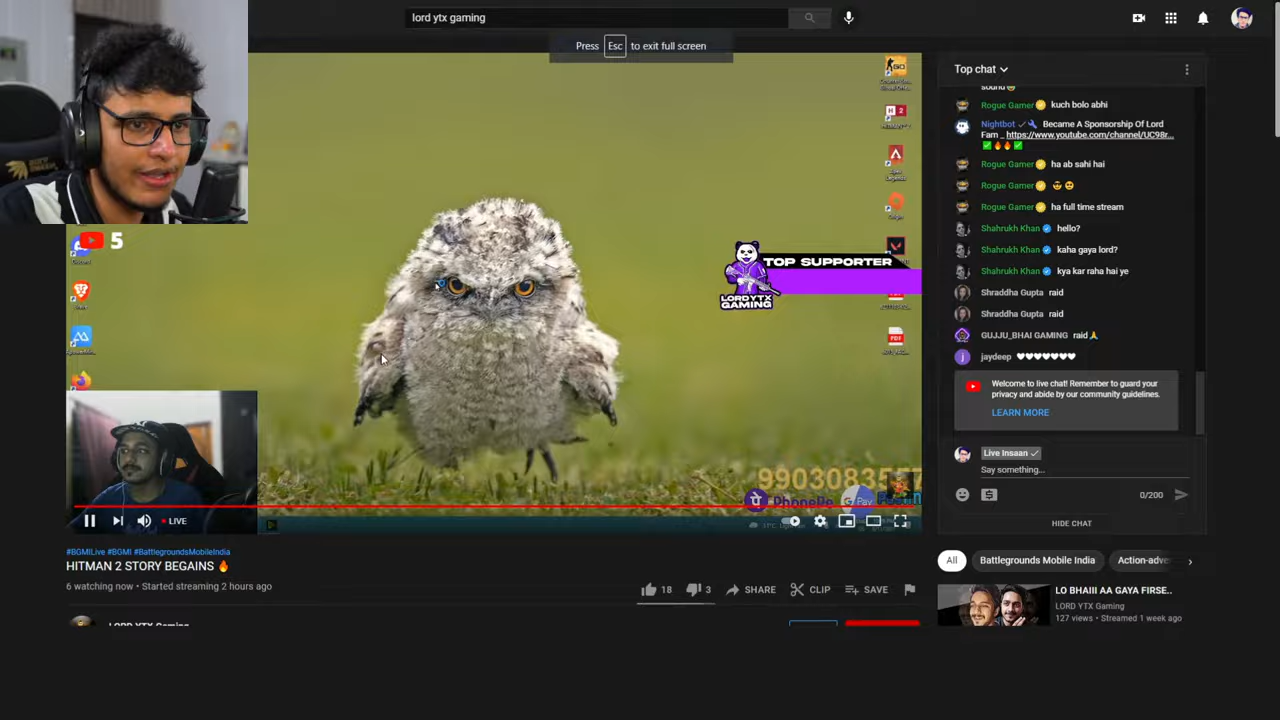 lord ytx gaming
Press Esc to exit full screen
5
TOP SUPPORTER
LORD YTX
GAMING
9903083557
PhonePe G Pay
LIVE
#BGMILive #BGMI #BattlegroundsMobileIndia
HITMAN 2 STORY BEGAINS 🔥
6 watching now • Started streaming 2 hours ago
18
3
SHARE
CLIP
SAVE
LORD YTX Gaming
Top chat
sound
Rogue Gamer kuch bolo abhi
Nightbot Became A Sponsorship Of Lord
Fam _ https://www.youtube.com/channel/UC98r...
✅🔥🔥✅
Rogue Gamer ha ab sahi hai
Rogue Gamer 😎
Rogue Gamer ha full time stream
Shahrukh Khan hello?
Shahrukh Khan kaha gaya lord?
Shahrukh Khan kya kar raha hai ye
Shraddha Gupta raid
Shraddha Gupta raid
GUJJU_BHAI GAMING raid🙏
j jaydeep ♥♥♥♥♥♥♥
Welcome to live chat! Remember to guard your
privacy and abide by our community guidelines.
LEARN MORE
Live Insaan
Say something...
0/200
HIDE CHAT
All
Battlegrounds Mobile India
Action-adve
LO BHAIII AA GAYA FIRSE..
LORD YTX Gaming
127 views • Streamed 1 week ago